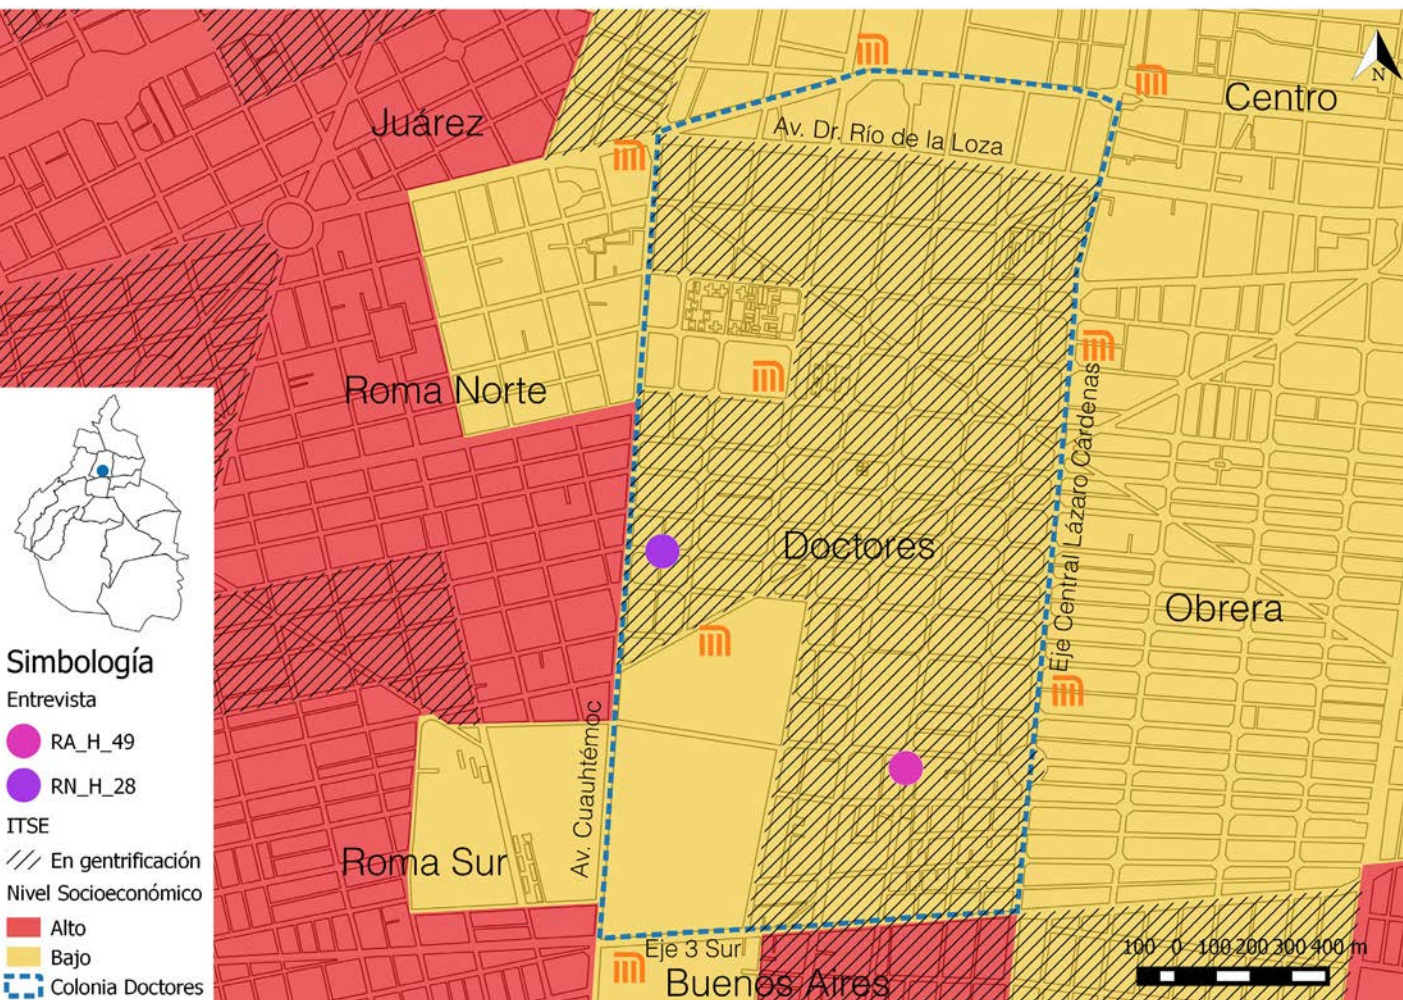 N
Centro
Juárez
Av. Dr. Río de la Loza
Roma Norte
Eje Central Lázaro Cárdenas
Doctores
Obrera
Av. Cuauhtémoc
Roma Sur
Eje 3 Sur
Buenos Aires
100 0 100 200 300 400 m
Simbología
Entrevista
RA_H_49
RN_H_28
ITSE
En gentrificación
Nivel Socioeconómico
Alto
Bajo
Colonia Doctores